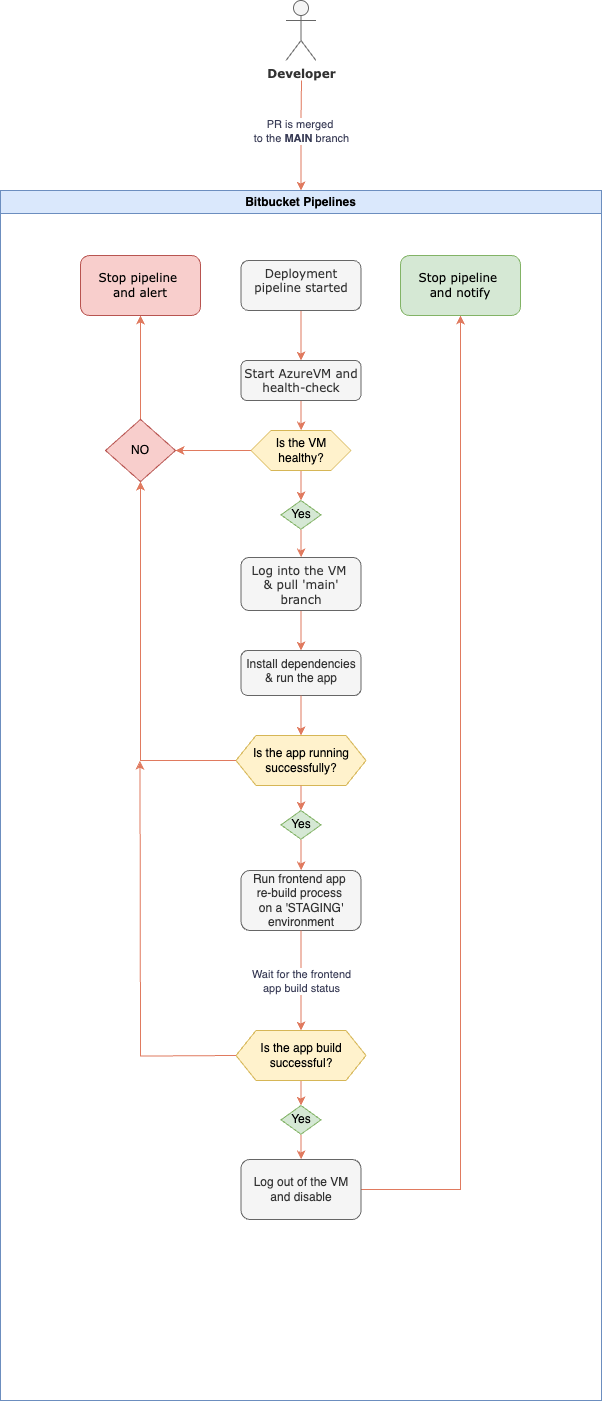 Developer
PR is merged
to the MAIN branch
Bitbucket Pipelines
Stop pipeline
and alert
Deployment
pipeline started
Stop pipeline
and notify
Start AzureVM and
health-check
Is the VM
healthy?
NO
Yes
Log into the VM
& pull 'main'
branch
Install dependencies
& run the app
Is the app running
successfully?
Yes
Run frontend app
re-build process
on a 'STAGING'
environment
Wait for the frontend
app build status
Is the app build
successful?
Yes
Log out of the VM
and disable